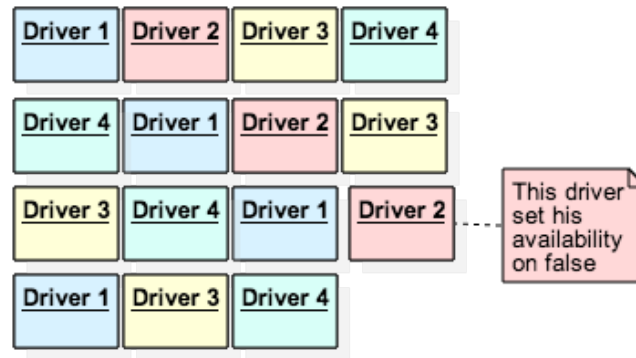 Driver 1 Driver 2 Driver 3 Driver 4
Driver 4 Driver 1 Driver 2 Driver 3
Driver 3 Driver 4 Driver 1 Driver 2
This driver
set his
availability
on false
Driver 1 Driver 3 Driver 4